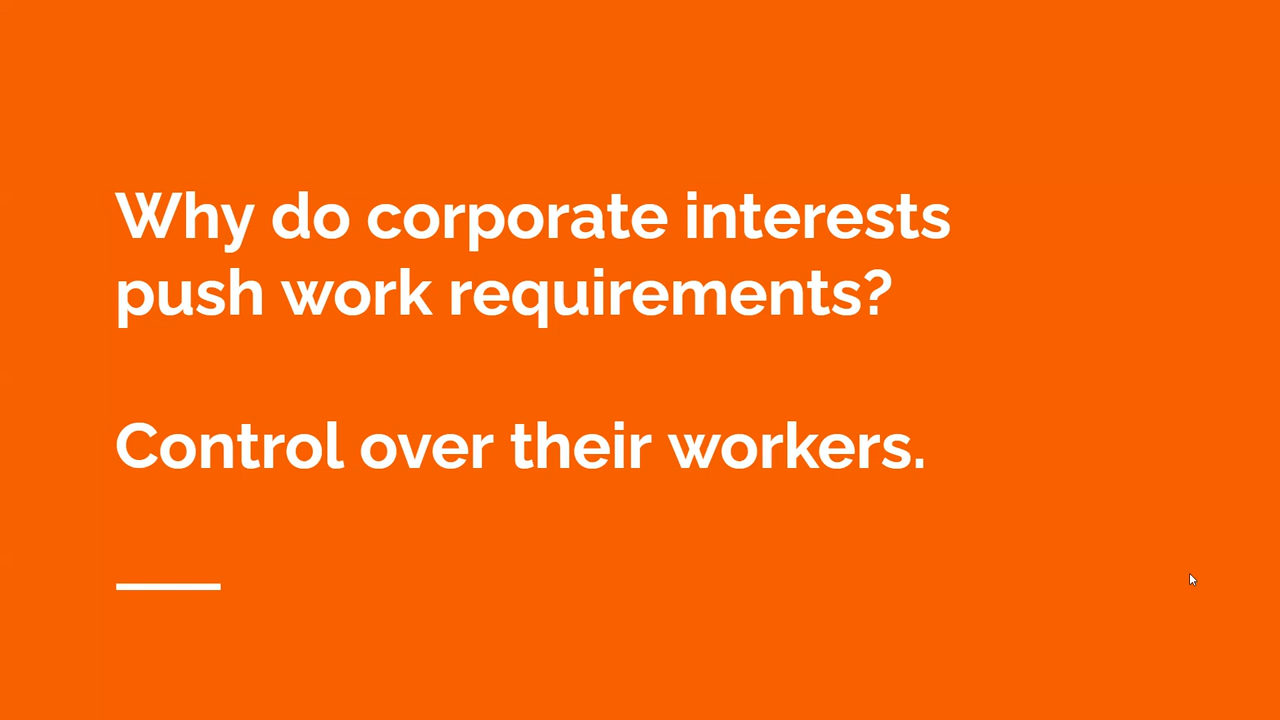 Why do corporate interests
push work requirements?
Control over their workers.